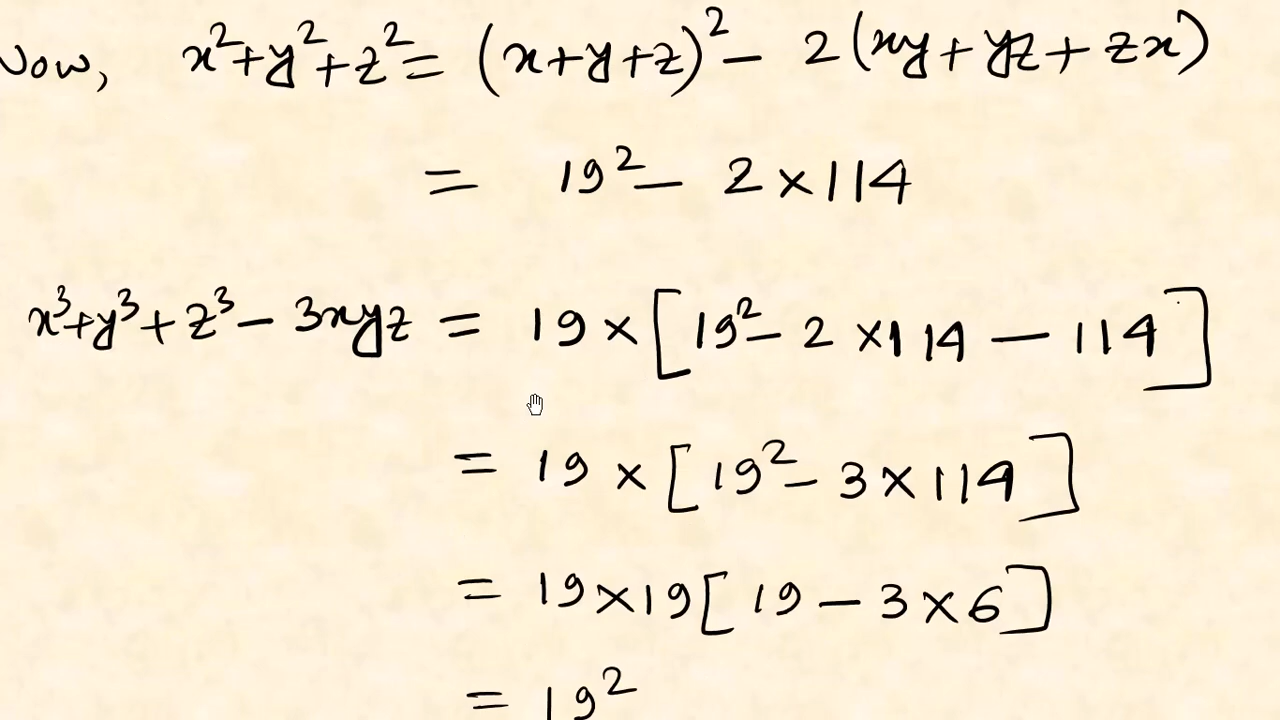 Now, x²+y²+z² = (x+y+z)² – 2(xy+yz+zx)
= 19² – 2×114
x³+y³+z³ – 3xyz = 19×[19² – 2×114 – 114]
= 19×[19² – 3×114]
= 19×19[19 – 3×6]
= 19²